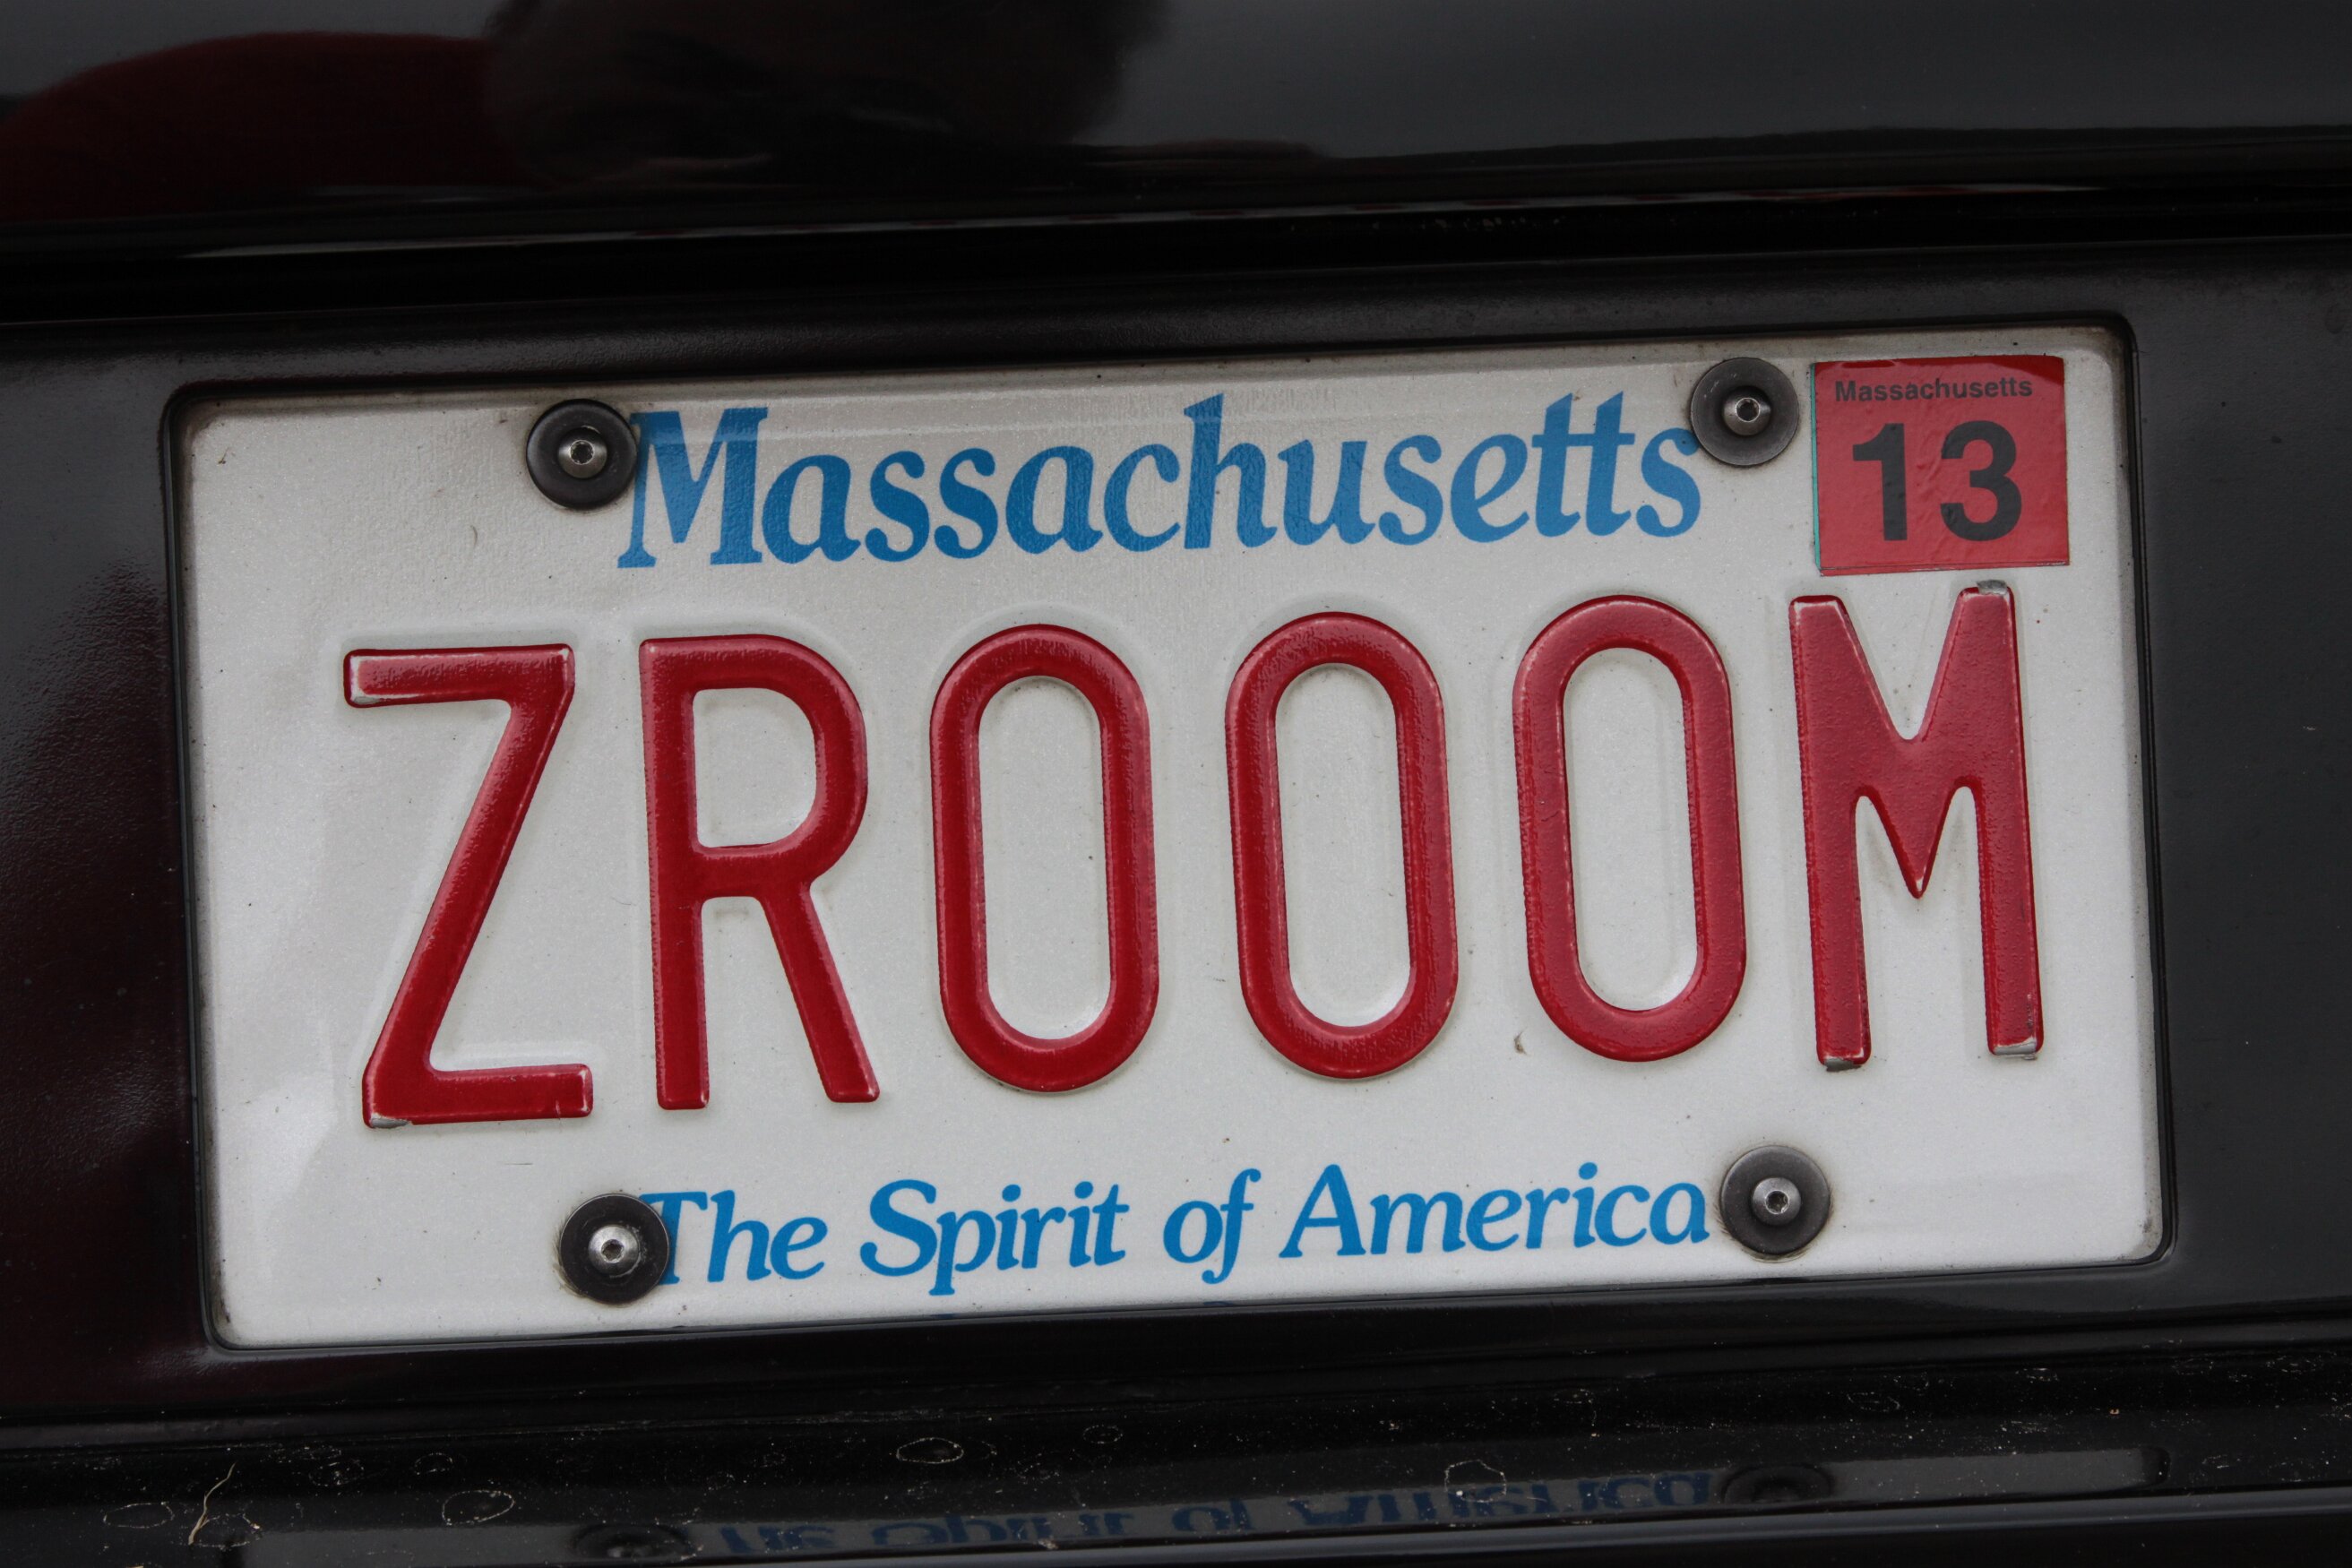 Massachusetts
Massachusetts
13
ZROOOM
The Spirit of America